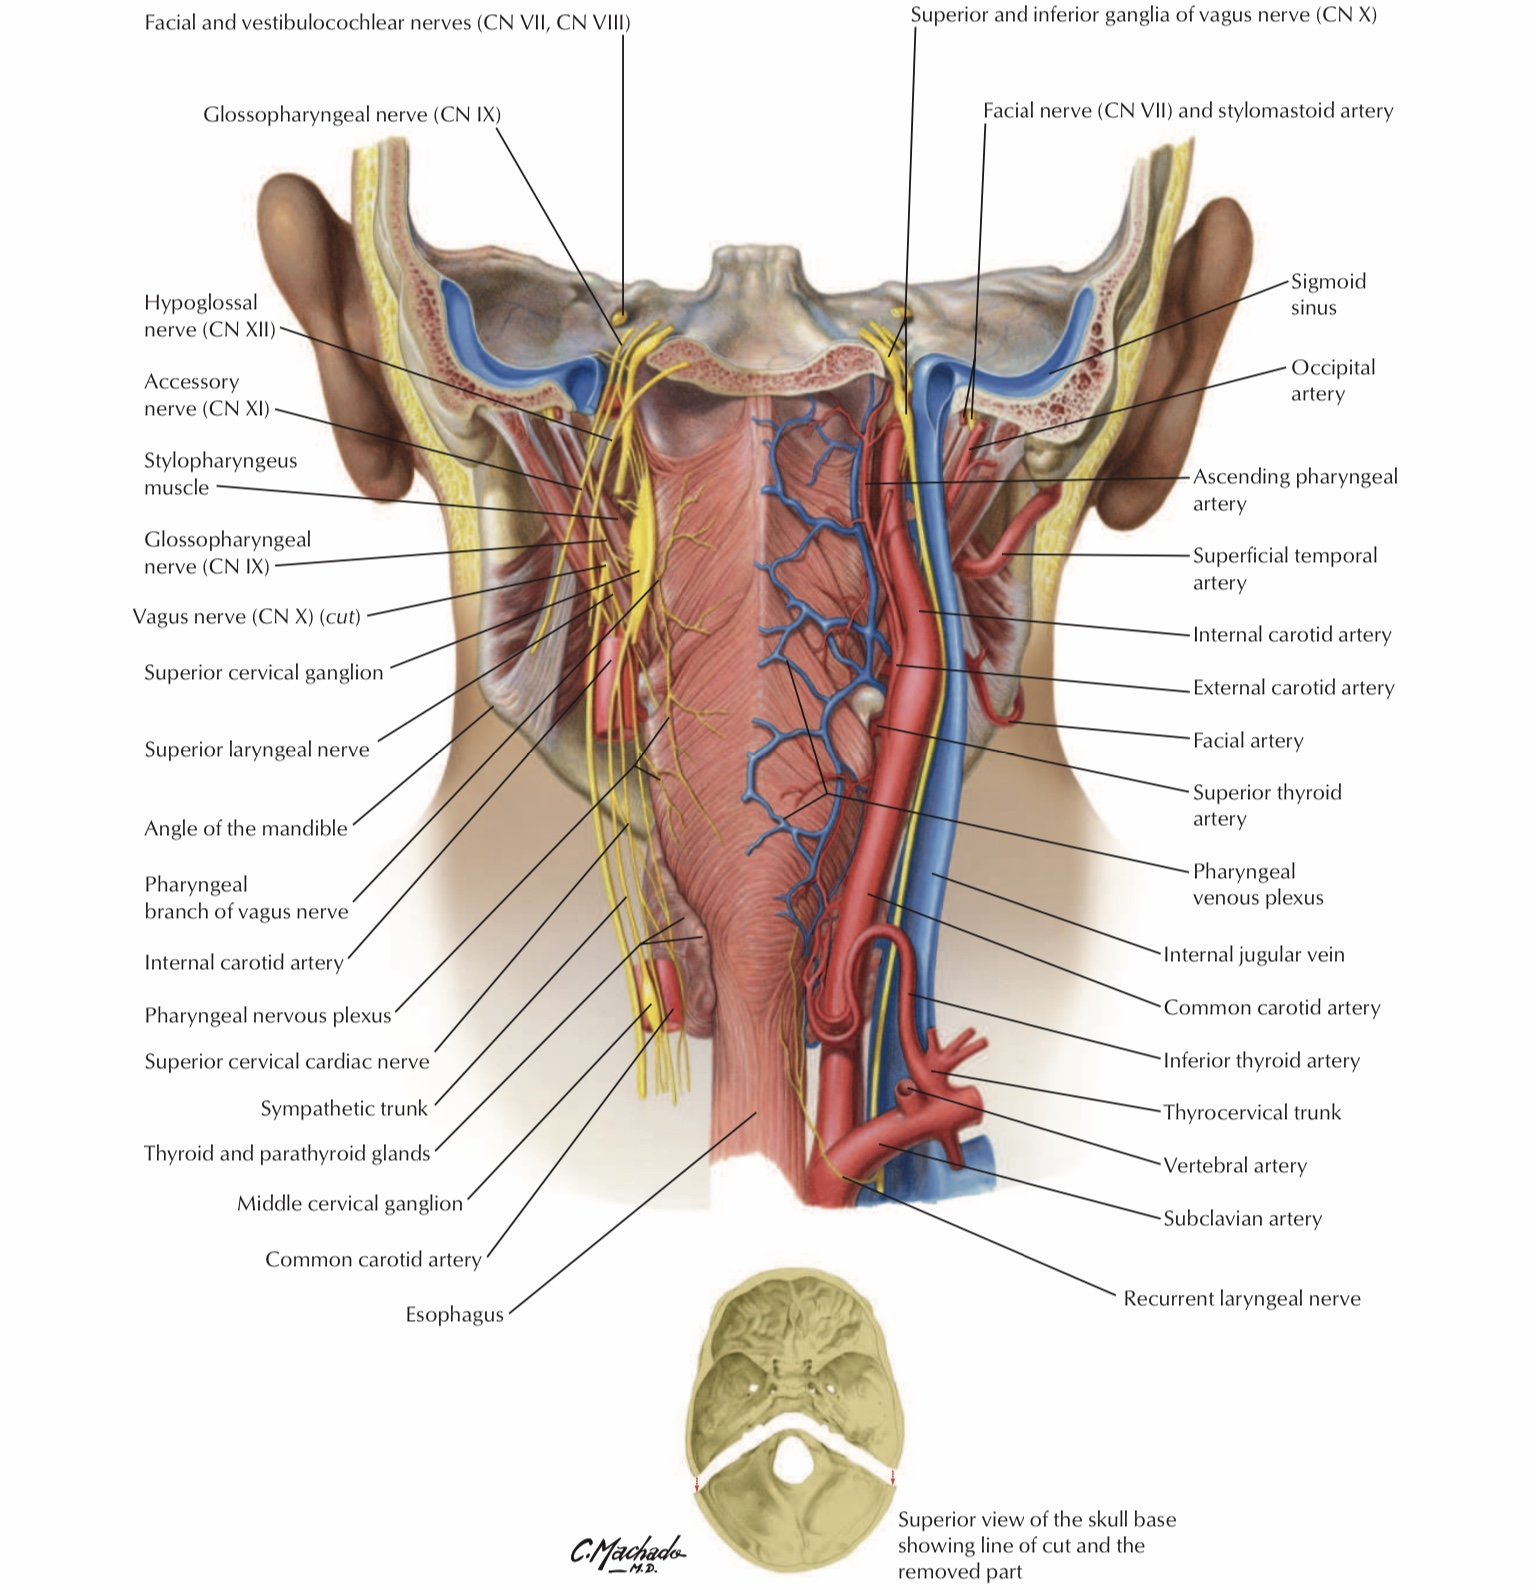 Facial and vestibulocochlear nerves (CN VII, CN VIII)
Superior and inferior ganglia of vagus nerve (CN X)
Glossopharyngeal nerve (CN IX)
Facial nerve (CN VII) and stylomastoid artery
Hypoglossal
nerve (CN XII)
Accessory
nerve (CN XI)
Stylopharyngeus
muscle
Glossopharyngeal
nerve (CN IX)
Vagus nerve (CN X) (cut)
Superior cervical ganglion
Superior laryngeal nerve
Angle of the mandible
Pharyngeal
branch of vagus nerve
Internal carotid artery
Pharyngeal nervous plexus
Superior cervical cardiac nerve
Sympathetic trunk
Thyroid and parathyroid glands
Middle cervical ganglion
Common carotid artery
Esophagus
Sigmoid
sinus
Occipital
artery
Ascending pharyngeal
artery
Superficial temporal
artery
Internal carotid artery
External carotid artery
Facial artery
Superior thyroid
artery
Pharyngeal
venous plexus
Internal jugular vein
Common carotid artery
Inferior thyroid artery
Thyrocervical trunk
Vertebral artery
Subclavian artery
Recurrent laryngeal nerve
Superior view of the skull base
showing line of cut and the
removed part
C. Machado
M.D.